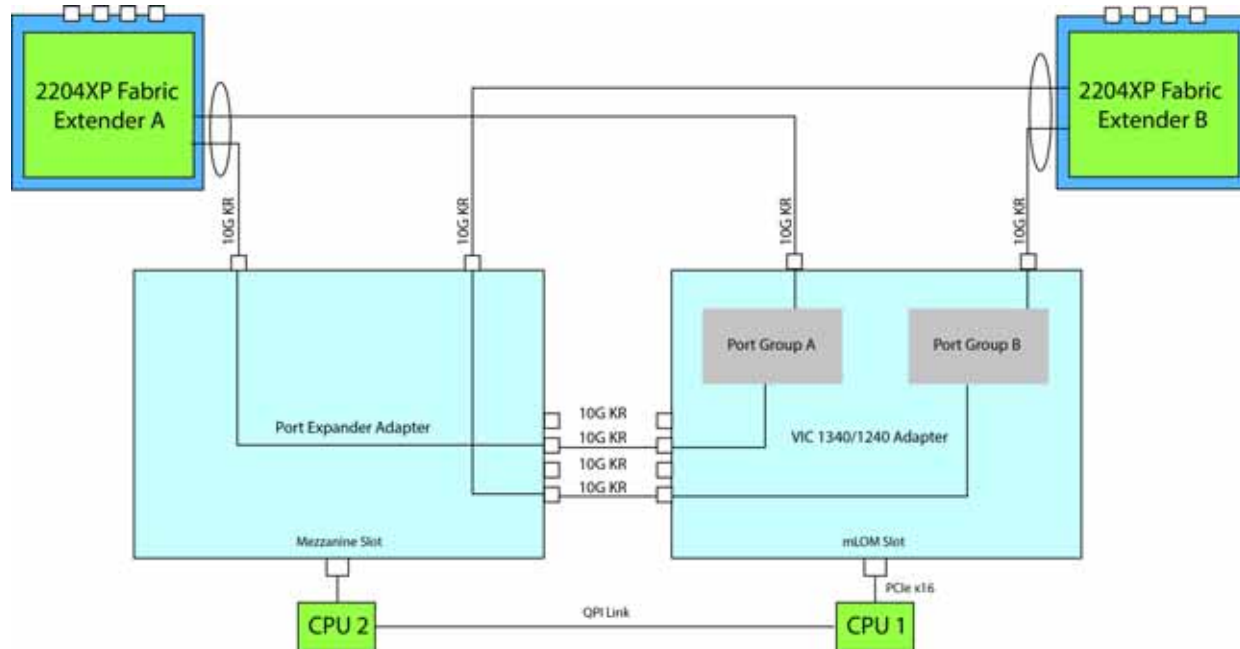 2204XP Fabric
Extender A
2204XP Fabric
Extender B
10G KR
10G KR
10G KR
10G KR
Port Group A
Port Group B
Port Expander Adapter
10G KR
10G KR
10G KR
10G KR
VIC 1340/1240 Adapter
Mezzanine Slot
mLOM Slot
PCIe x16
CPU 2
QPI Link
CPU 1